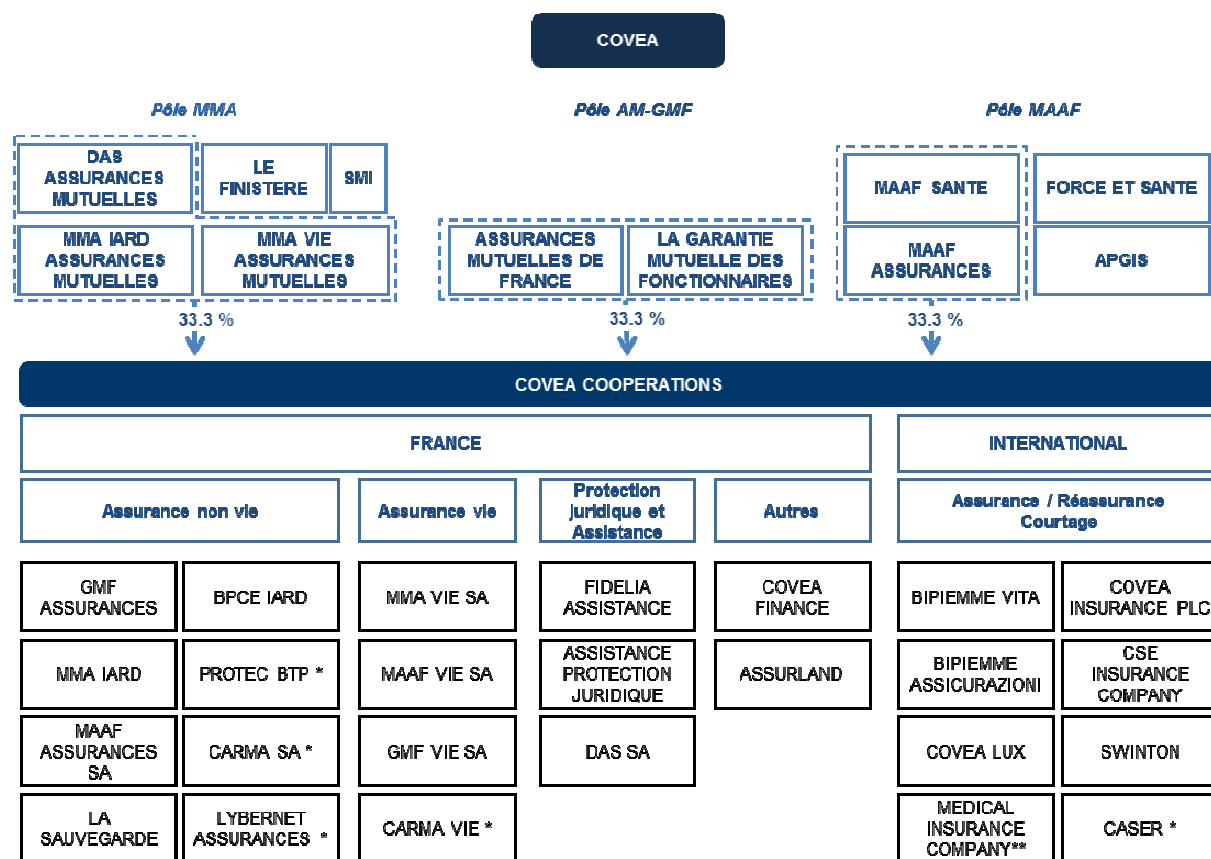 COVEA
Pôle MMA
Pôle AM-GMF
Pôle MAAF
DAS
ASSURANCES
MUTUELLES
LE
FINISTERE
SMI
MMA IARD
ASSURANCES
MUTUELLES
MMA VIE
ASSURANCES
MUTUELLES
ASSURANCES
MUTUELLES DE
FRANCE
LA GARANTIE
MUTUELLE DES
FONCTIONNAIRES
MAAF SANTE
FORCE ET SANTE
MAAF
ASSURANCES
APGIS
33.3 %
33.3 %
33.3 %
COVEA COOPERATIONS
FRANCE
INTERNATIONAL
Assurance non vie
Assurance vie
Protection
juridique et
Assistance
Autres
Assurance / Réassurance
Courtage
GMF
ASSURANCES
BPCE IARD
MMA VIE SA
FIDELIA
ASSISTANCE
COVEA
FINANCE
BIPIEMME VITA
COVEA
INSURANCE PLC
MMA IARD
PROTEC BTP *
MAAF VIE SA
ASSISTANCE
PROTECTION
JURIDIQUE
ASSURLAND
BIPIEMME
ASSICURAZIONI
CSE
INSURANCE
COMPANY
MAAF
ASSURANCES
SA
CARMA SA *
GMF VIE SA
DAS SA
COVEA LUX
SWINTON
LA
SAUVEGARDE
LYBERNET
ASSURANCES *
CARMA VIE *
MEDICAL
INSURANCE
COMPANY**
CASER *